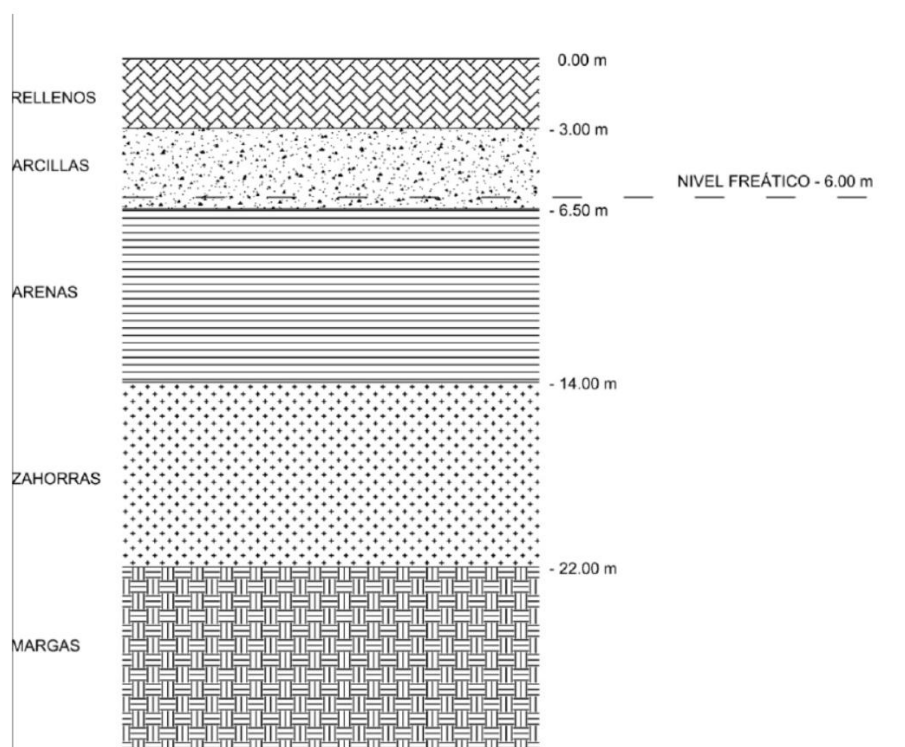 0.00 m
RELLENOS
- 3.00 m
ARCILLAS
NIVEL FREÁTICO - 6.00 m
- 6.50 m
ARENAS
- 14.00 m
ZAHORRAS
- 22.00 m
MARGAS